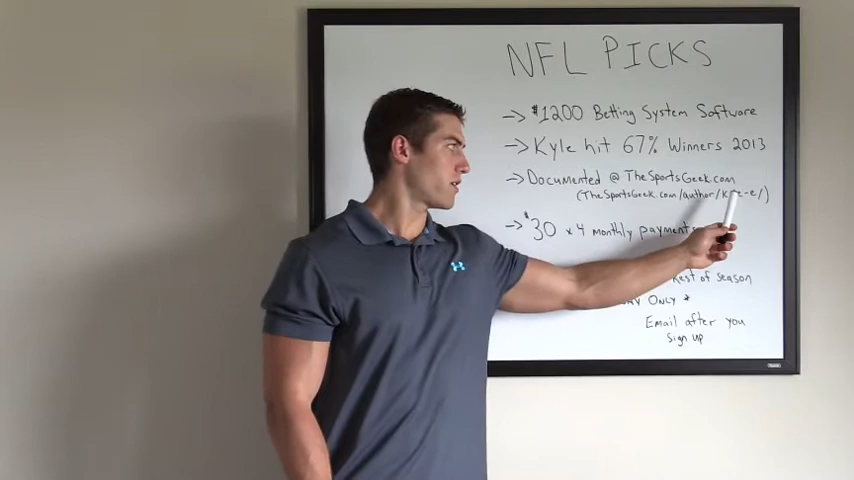 NFL PICKS
→ $1200 Betting System Software
→ Kyle hit 67% Winners 2013
→ Documented @ TheSportsGeek.com
(TheSportsGeek.com/author/
→ $30 x 4 monthly payments
Rest of Season
ONLY *
Email after you
sign up